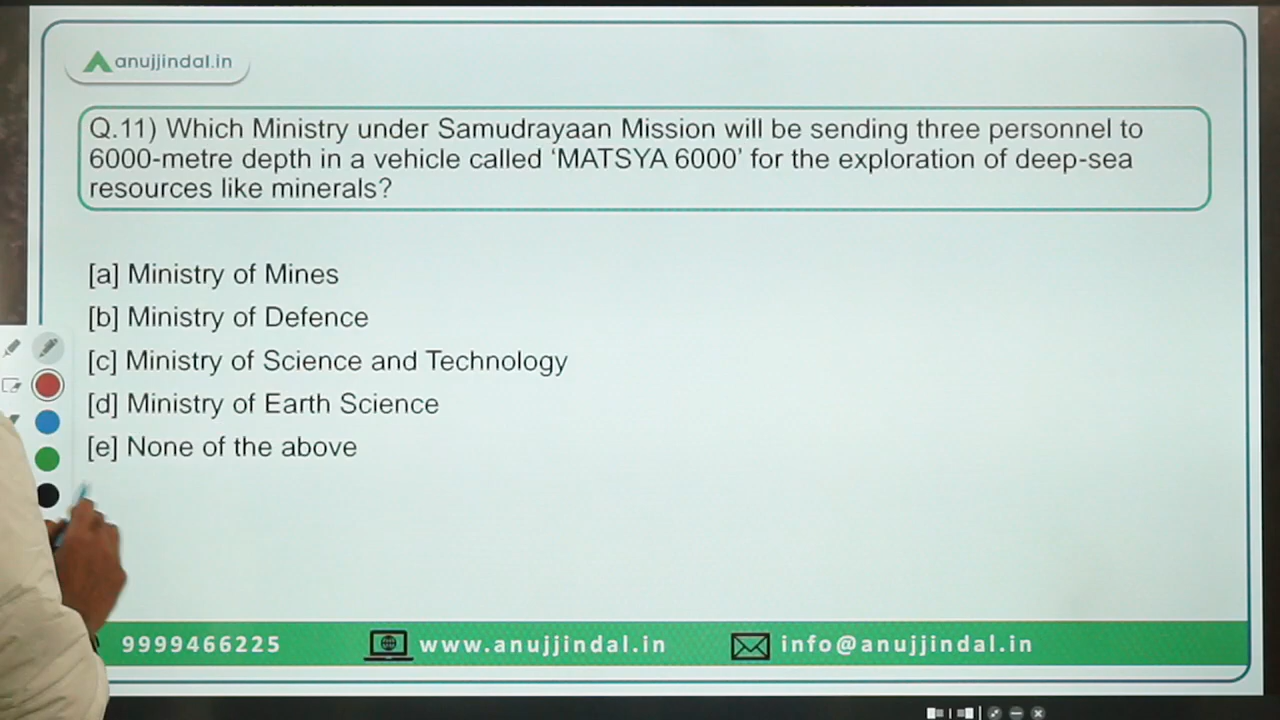 anujjindal.in
Q.11) Which Ministry under Samudrayaan Mission will be sending three personnel to
6000-metre depth in a vehicle called ‘MATSYA 6000’ for the exploration of deep-sea
resources like minerals?
[a] Ministry of Mines
[b] Ministry of Defence
[c] Ministry of Science and Technology
[d] Ministry of Earth Science
[e] None of the above
9999466225 www.anujjindal.in info@anujjindal.in